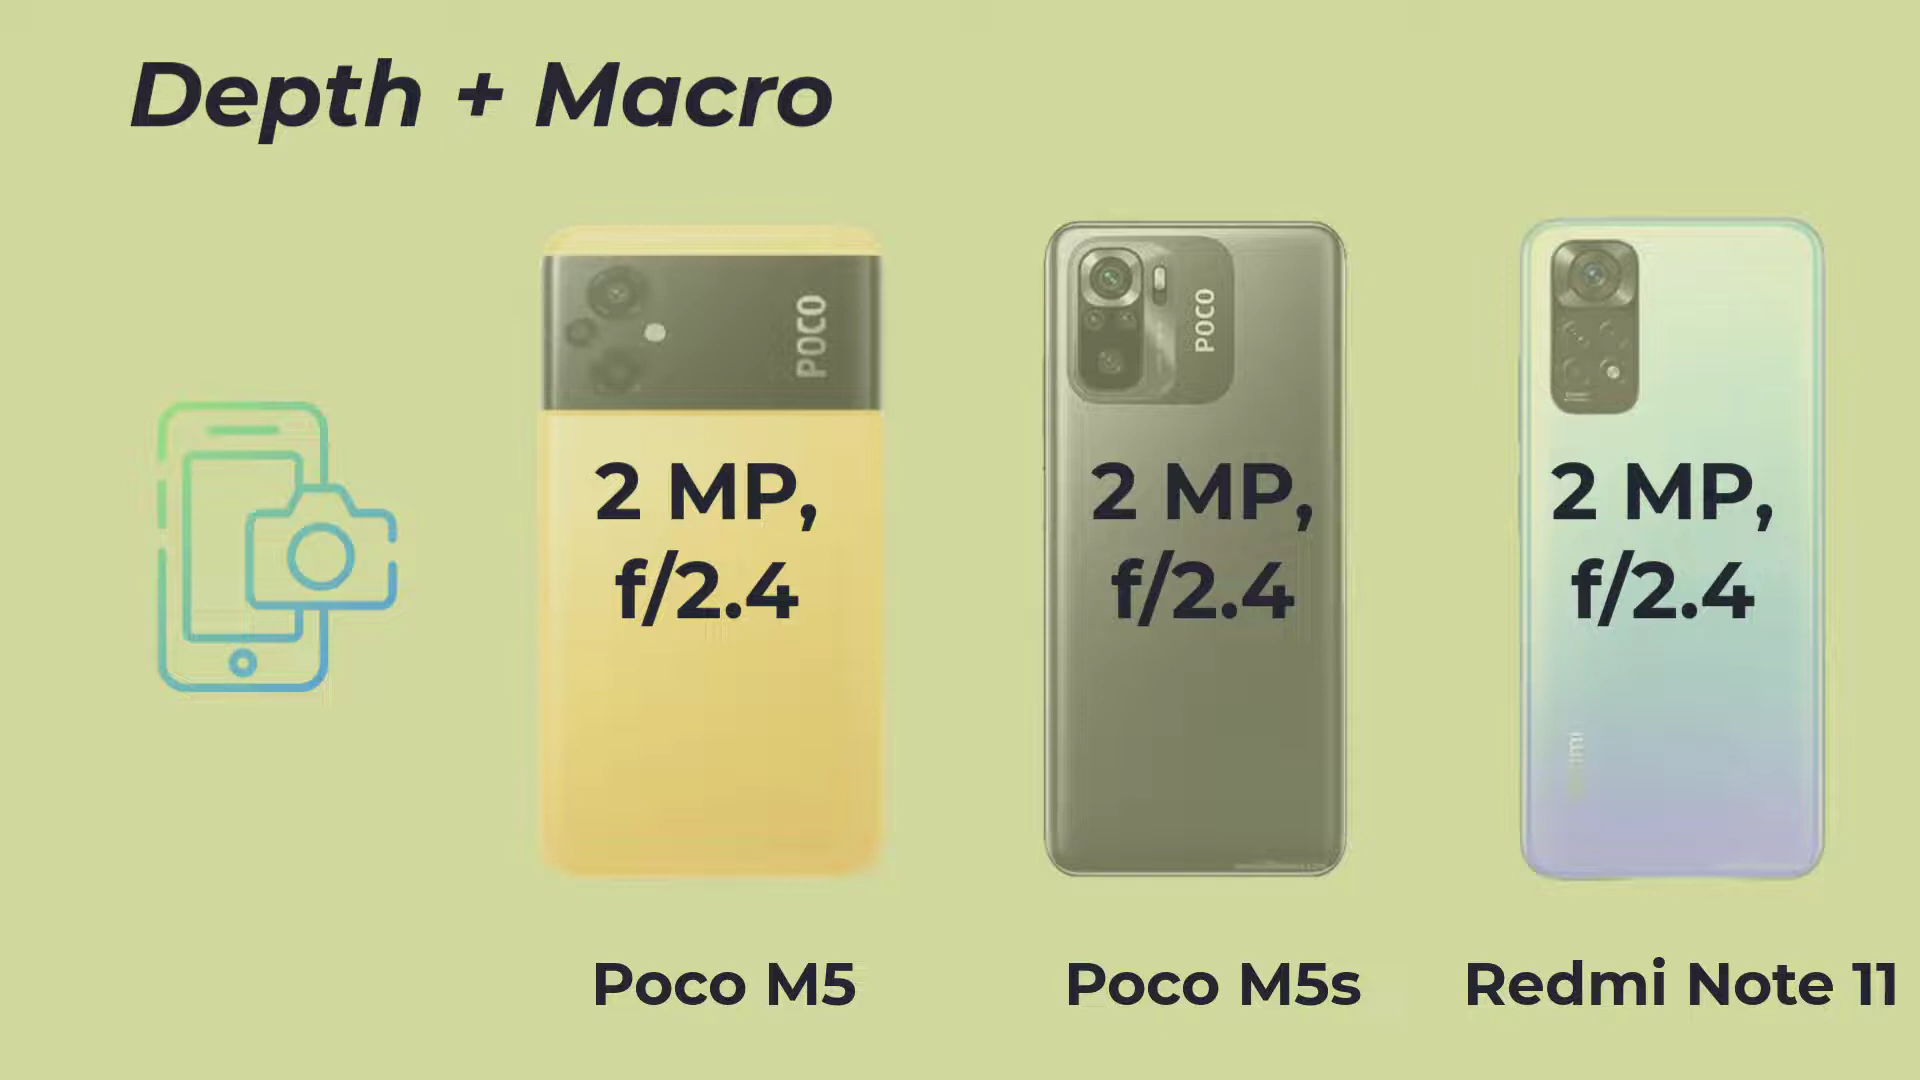 Depth + Macro
POCO
POCO
2 MP,
f/2.4
2 MP,
f/2.4
2 MP,
f/2.4
Poco M5
Poco M5s
Redmi Note 11